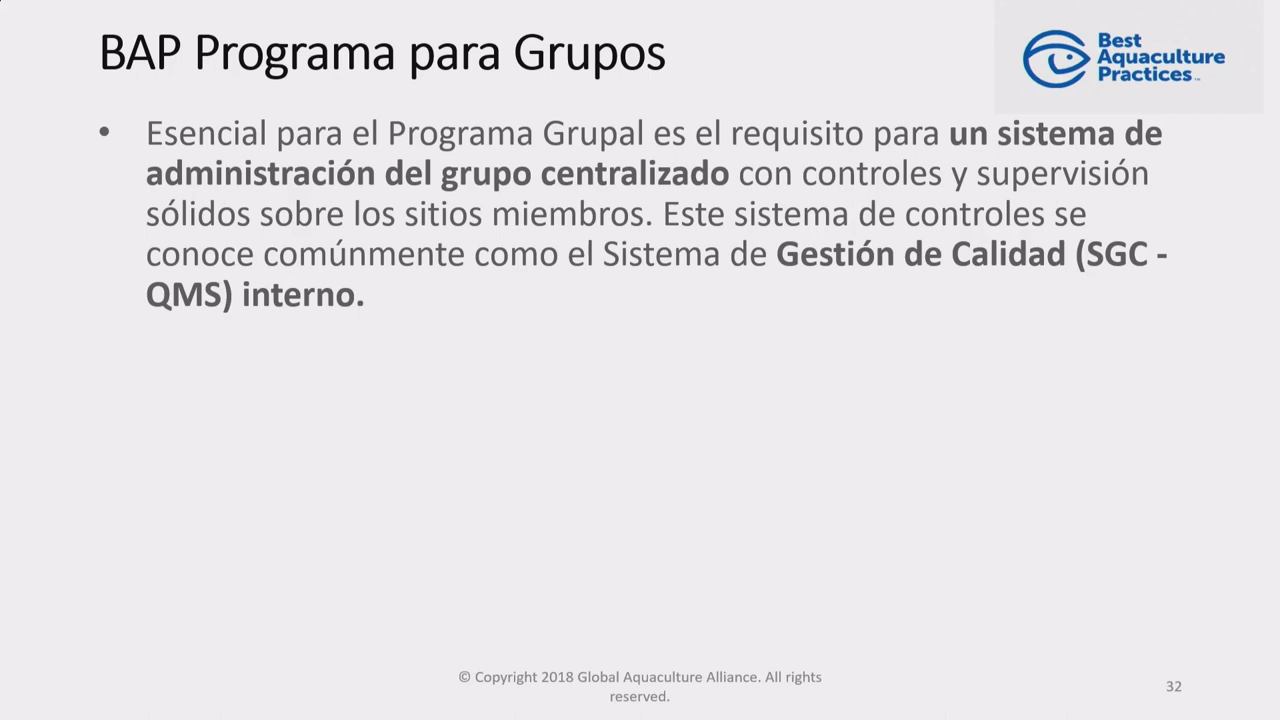 BAP Programa para Grupos
Best
Aquaculture
Practices
• Esencial para el Programa Grupal es el requisito para un sistema de
administración del grupo centralizado con controles y supervisión
sólidos sobre los sitios miembros. Este sistema de controles se
conoce comúnmente como el Sistema de Gestión de Calidad (SGC -
QMS) interno.
© Copyright 2018 Global Aquaculture Alliance. All rights
reserved.
32